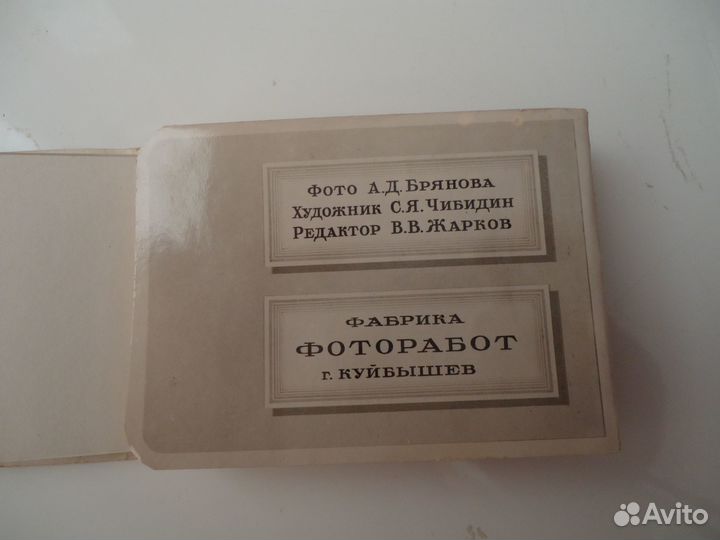 Фото А.Д. Брянова
Художник С.Я. Чибидин
Редактор В.В. Жарков
ФАБРИКА
ФОТОРАБОТ
г. КУЙБЫШЕВ
Avito